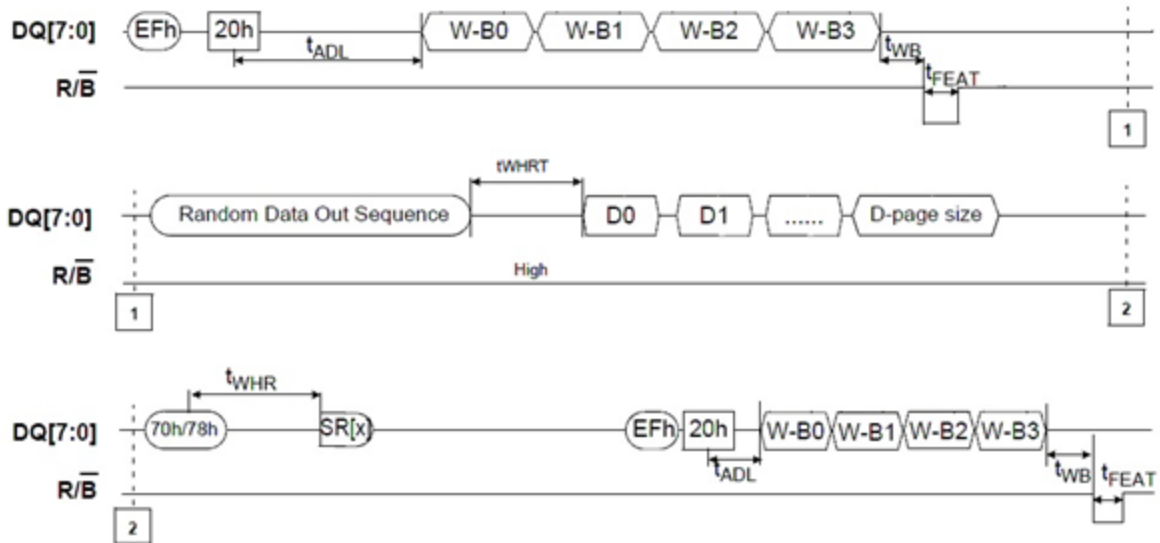 DQ[7:0] EFh 20h tADL W-B0 W-B1 W-B2 W-B3 tWB
R/B tFEAT
1
tWHRT
DQ[7:0] Random Data Out Sequence D0 D1 ...... D-page size
R/B High
1 2
tWHR
DQ[7:0] 70h/78h SR[x] EFh 20h W-B0 W-B1 W-B2 W-B3
tADL tWB tFEAT
R/B
2